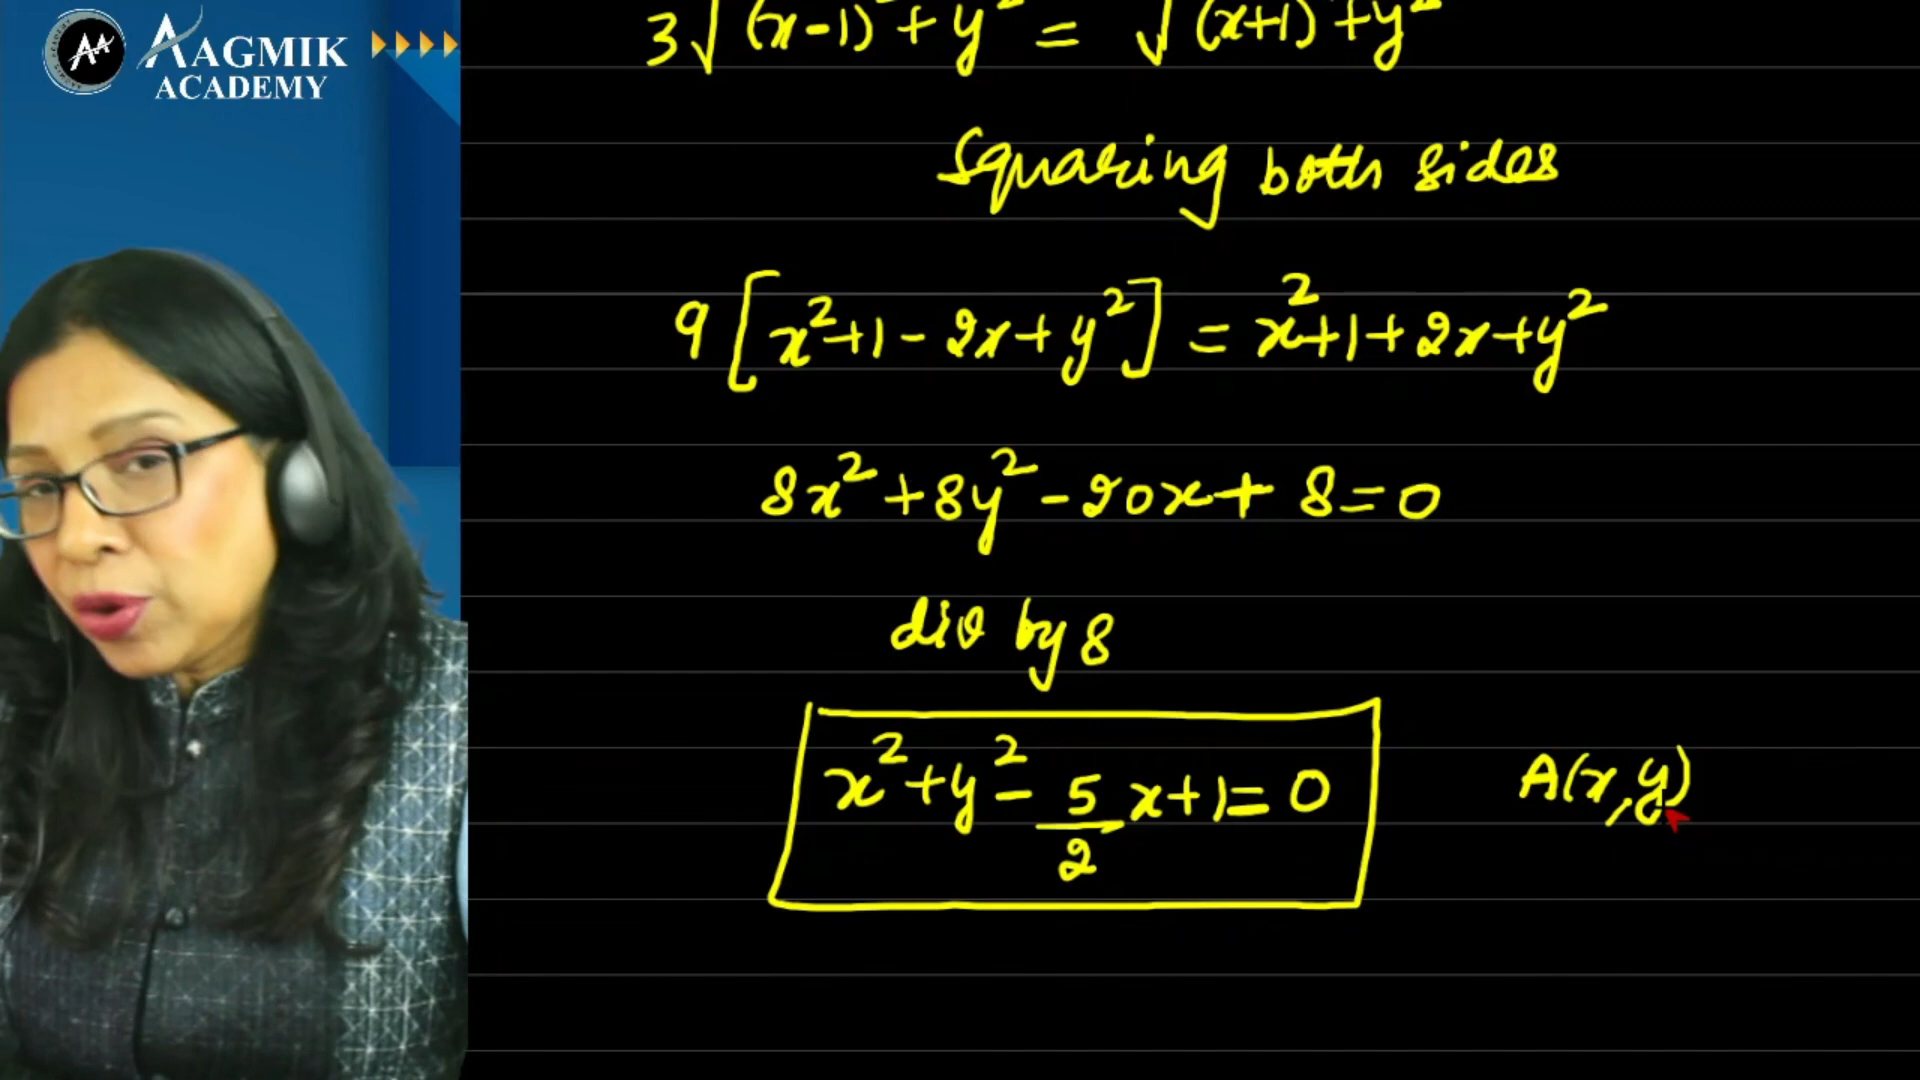 AAGMIK
ACADEMY
3√(x-1)²+y² = √(x+1)²+y²
Squaring both sides
9[x²+1-2x+y²] = x²+1+2x+y²
8x²+8y²-20x+8=0
div by 8
x²+y²-5/2x+1=0
A(x,y)